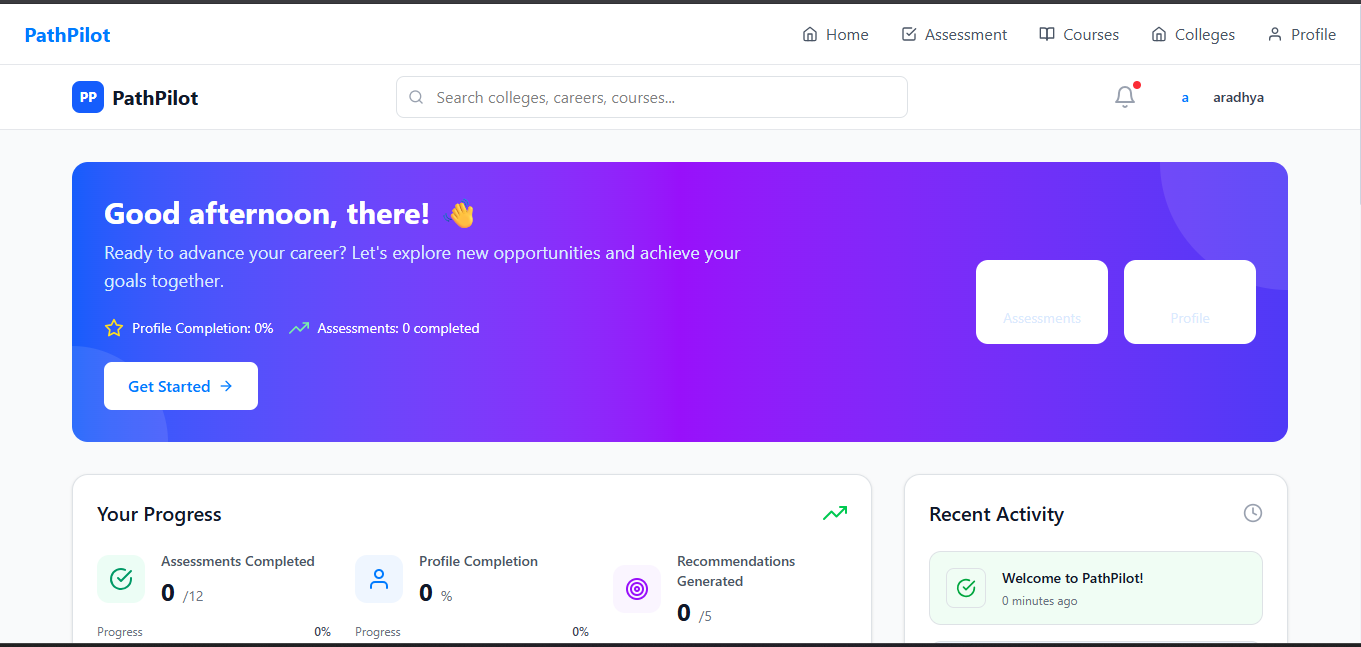 PathPilot
Home Assessment Courses Colleges Profile
PP PathPilot
Search colleges, careers, courses...
a aradhya
Good afternoon, there! 👋
Ready to advance your career? Let's explore new opportunities and achieve your
goals together.
Profile Completion: 0% Assessments: 0 completed
Get Started →
Assessments
Profile
Your Progress
Assessments Completed
0 /12
Progress 0%
Profile Completion
0 %
Progress 0%
Recommendations
Generated
0 /5
Recent Activity
Welcome to PathPilot!
0 minutes ago